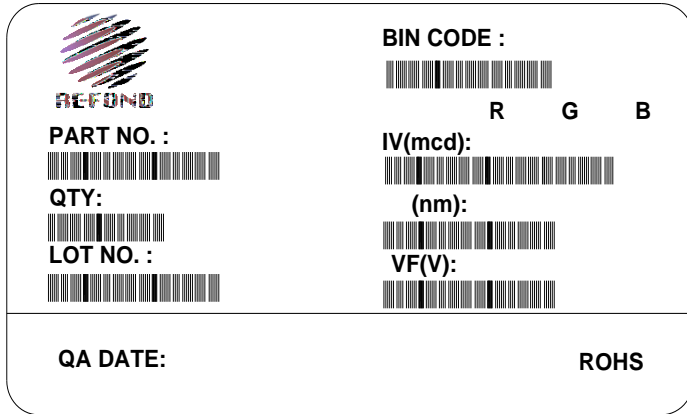 REFOND
BIN CODE :
R G B
PART NO. :
IV(mcd):
QTY:
(nm):
LOT NO. :
VF(V):
QA DATE:
ROHS